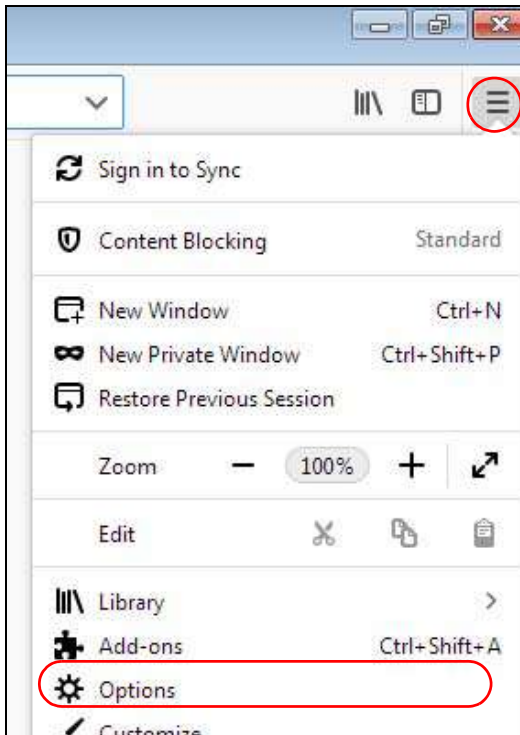 Sign in to Sync
Content Blocking Standard
New Window Ctrl+N
New Private Window Ctrl+Shift+P
Restore Previous Session
Zoom 100%
Edit
Library
Add-ons Ctrl+Shift+A
Options
Customize